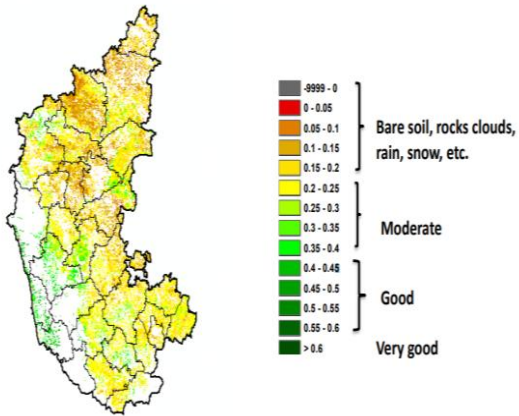 -9999 - 0
0 - 0.05
0.05 - 0.1
0.1 - 0.15
0.15 - 0.2
0.2 - 0.25
0.25 - 0.3
0.3 - 0.35
0.35 - 0.4
0.4 - 0.45
0.45 - 0.5
0.5 - 0.55
0.55 - 0.6
> 0.6
Bare soil, rocks clouds,
rain, snow, etc.
Moderate
Good
Very good